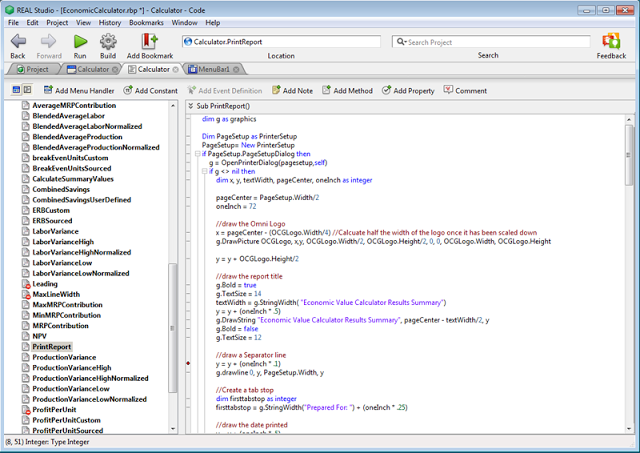 REAL Studio - [EconomicCalculator.rbp *] - Calculator - Code
File Edit View Project History Bookmarks Window Help
Back Forward Run Build Add Bookmark
Calculator.PrintReport
Location
Search Project
Search
Feedback
Project Calculator Calculator MenuBar1
Add Menu Handler Add Constant Add Event Definition Add Note Add Method Add Property Comment
AverageMRPContribution
BlendedAverageLabor
BlendedAverageLaborNormalized
BlendedAverageProduction
BlendedAverageProductionNormalized
breakEvenUnitsCustom
BreakEvenUnitsSourced
CalculateSummaryValues
CombinedSavings
CombinedSavingsUserDefined
ERBCustom
ERBSourced
LaborVariance
LaborVarianceHigh
LaborVarianceHighNormalized
LaborVarianceLow
LaborVarianceLowNormalized
Leading
MaxLineWidth
MaxMRPContribution
MinMRPContribution
MRPContribution
NPV
PrintReport
ProductionVariance
ProductionVarianceHigh
ProductionVarianceHighNormalized
ProductionVarianceLow
ProductionVarianceLowNormalized
ProfitPerUnit
ProfitPerUnitCustom
ProfitPerUnitSourced
Sub PrintReport()
dim g as graphics
Dim PageSetup as PrinterSetup
PageSetup= New PrinterSetup
if PageSetup.PageSetupDialog then
g = OpenPrinterDialog(pagesetup,self)
if g <> nil then
dim x, y, textWidth, pageCenter, oneInch as integer
pageCenter = PageSetup.Width/2
oneInch = 72
//draw the Omni Logo
x = pageCenter - (OCGLogo.Width/4) //Calcuate half the width of the logo once it has been scaled down
g.DrawPicture OCGLogo, x,y, OCGLogo.Width/2, OCGLogo.Height/2, 0, 0, OCGLogo.Width, OCGLogo.Height
y = y + OCGLogo.Height/2
//draw the report title
g.Bold = true
g.TextSize = 14
textWidth = g.StringWidth( "Economic Value Calculator Results Summary")
y = y + (oneInch * .5)
g.DrawString "Economic Value Calculator Results Summary", pageCenter - textWidth/2, y
g.Bold = false
g.TextSize = 12
//draw a Separator line
y = y + (oneInch * .1)
g.drawline 0, y, PageSetup.Width, y
//Create a tab stop
dim firsttabstop as integer
firsttabstop = g.StringWidth("Prepared For: ") + (oneInch * .25)
//draw the date printed
(8, 51) Integer: Type Integer